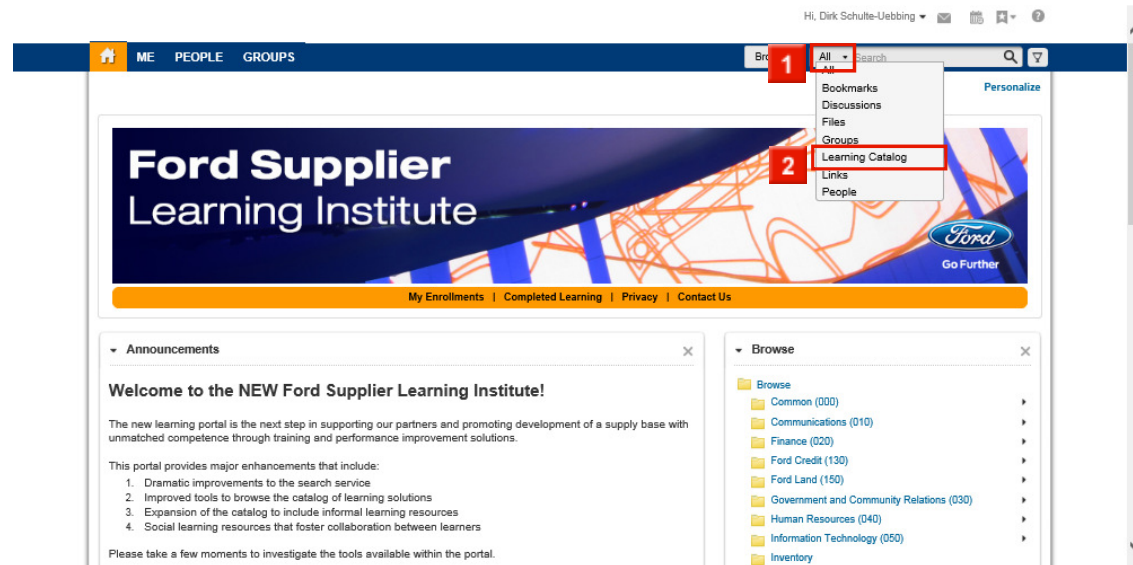 Hi, Dirk Schulte-Uebbing
ME PEOPLE GROUPS
1 All Search
All
Bookmarks
Discussions
Files
Groups
2 Learning Catalog
Links
People
Personalize
Ford Supplier
Learning Institute
Ford
Go Further
My Enrollments | Completed Learning | Privacy | Contact Us
Announcements
Welcome to the NEW Ford Supplier Learning Institute!
The new learning portal is the next step in supporting our partners and promoting development of a supply base with
unmatched competence through training and performance improvement solutions.
This portal provides major enhancements that include:
1. Dramatic improvements to the search service
2. Improved tools to browse the catalog of learning solutions
3. Expansion of the catalog to include informal learning resources
4. Social learning resources that foster collaboration between learners
Please take a few moments to investigate the tools available within the portal.
Browse
Browse
Common (000)
Communications (010)
Finance (020)
Ford Credit (130)
Ford Land (150)
Government and Community Relations (030)
Human Resources (040)
Information Technology (050)
Inventory